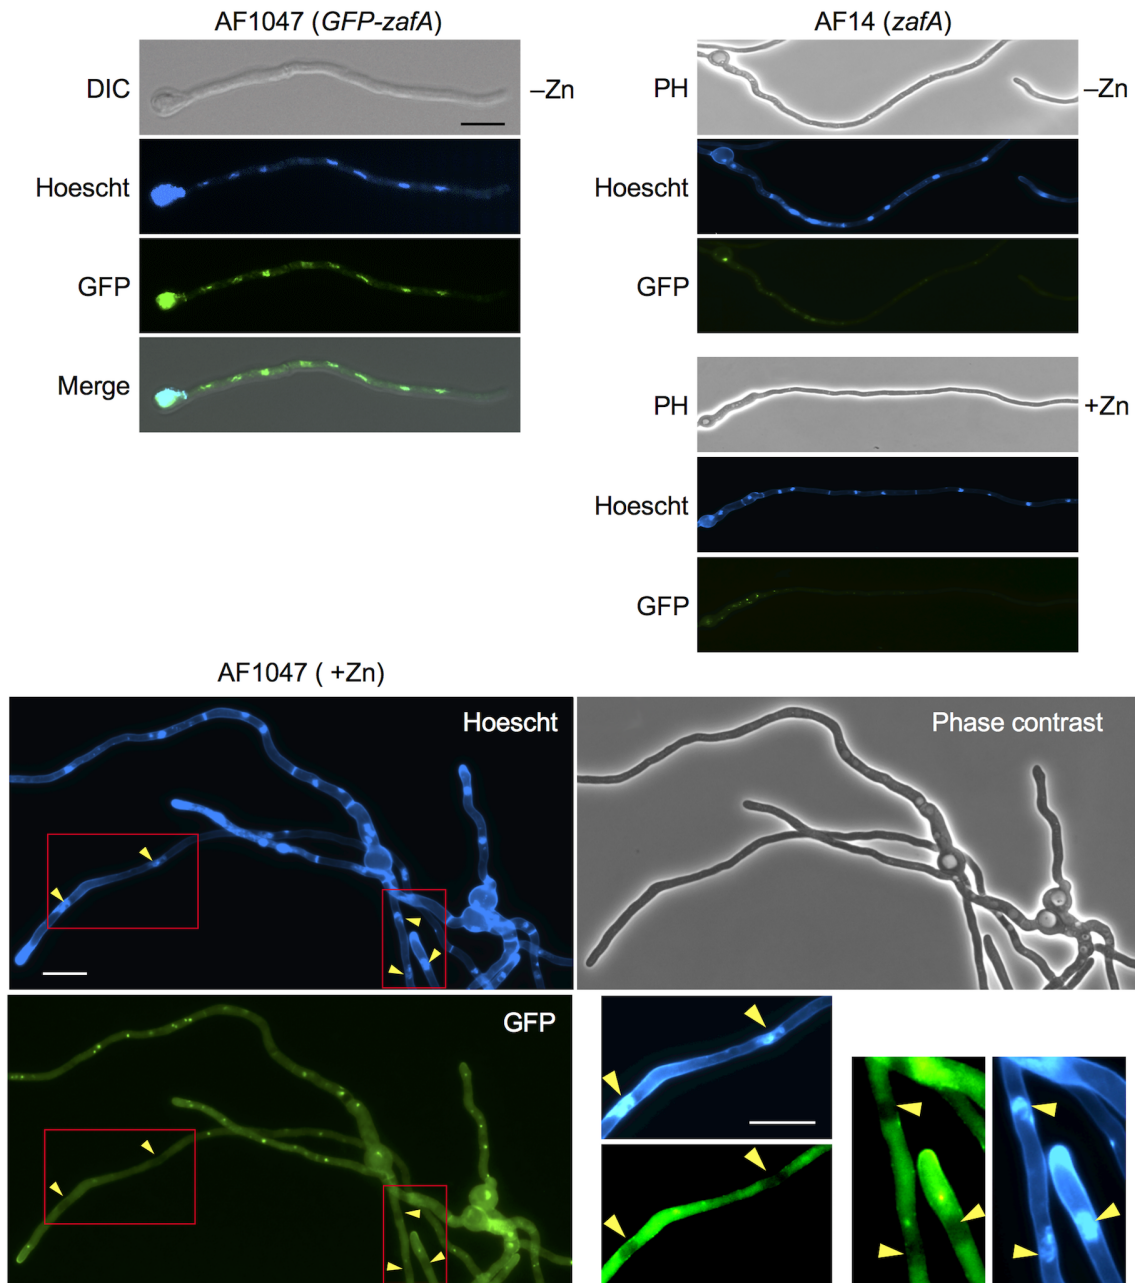 AF1047 (GFP-zafA)
DIC
–Zn
Hoescht
GFP
Merge
AF14 (zafA)
PH
–Zn
Hoescht
GFP
PH
+Zn
Hoescht
GFP
AF1047 ( +Zn)
Hoescht
Phase contrast
GFP